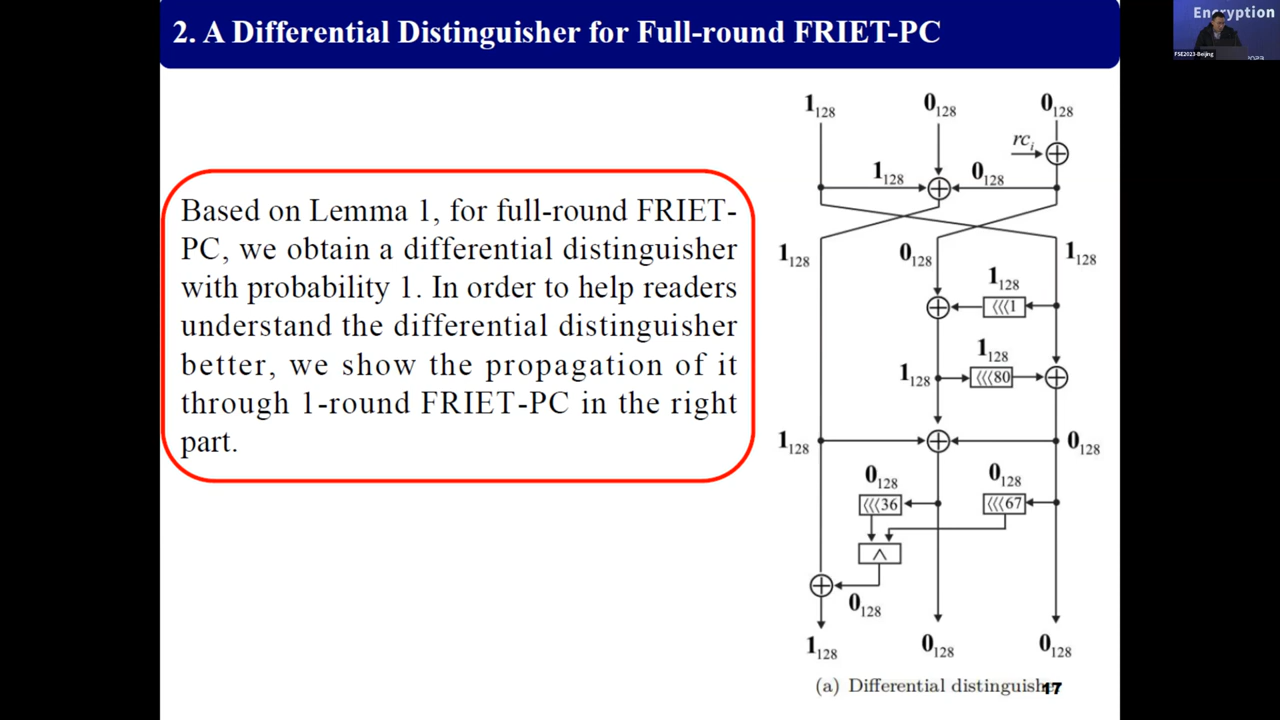 2. A Differential Distinguisher for Full-round FRIET-PC
Encryption
FSE2023-Beijing
2023
Based on Lemma 1, for full-round FRIET-
PC, we obtain a differential distinguisher
with probability 1. In order to help readers
understand the differential distinguisher
better, we show the propagation of it
through 1-round FRIET-PC in the right
part.
1₁₂₈ 0₁₂₈ 0₁₂₈
rcᵢ
1₁₂₈ 0₁₂₈
1₁₂₈ 0₁₂₈ 1₁₂₈
1₁₂₈
⟨⟨⟨1
1₁₂₈
1₁₂₈ ⟨⟨⟨80
1₁₂₈ 0₁₂₈
0₁₂₈ 0₁₂₈
⟨⟨⟨36 ⟨⟨⟨67
∧
0₁₂₈
1₁₂₈ 0₁₂₈ 0₁₂₈
(a) Differential distinguisher
17